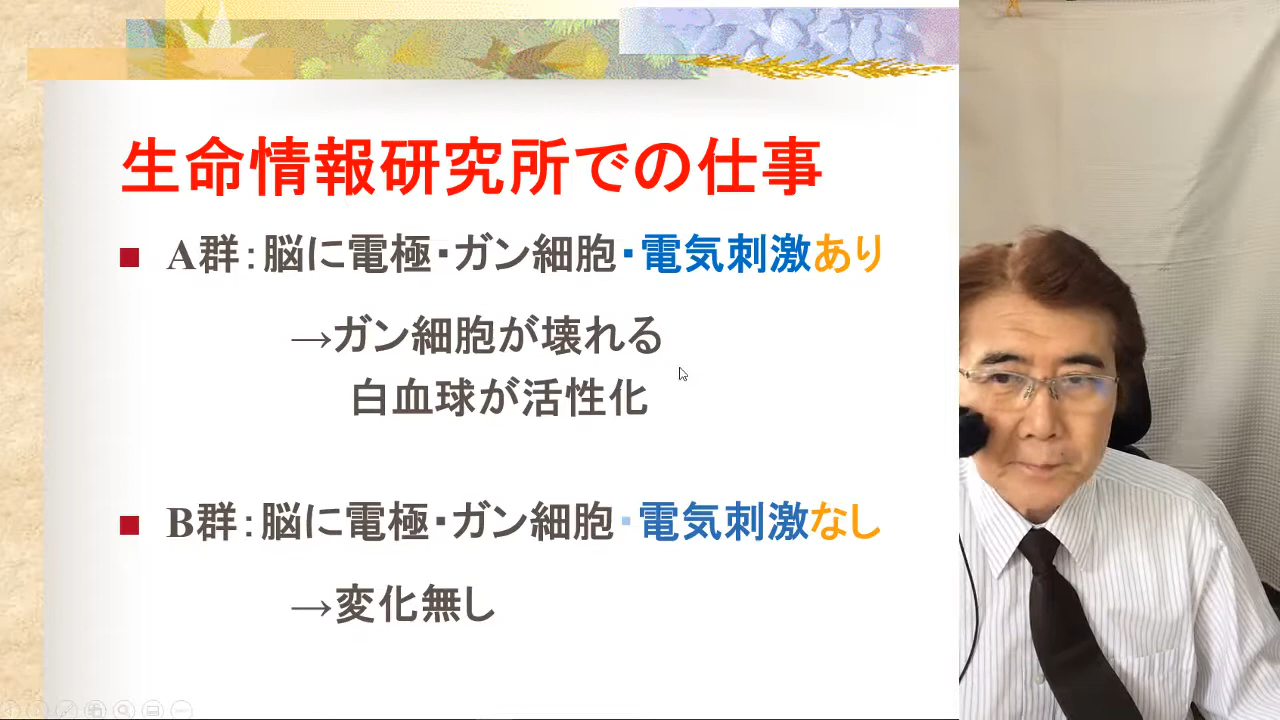 生命情報研究所での仕事
A群：脳に電極・ガン細胞・電気刺激あり
→ガン細胞が壊れる
白血球が活性化
B群：脳に電極・ガン細胞・電気刺激なし
→変化無し